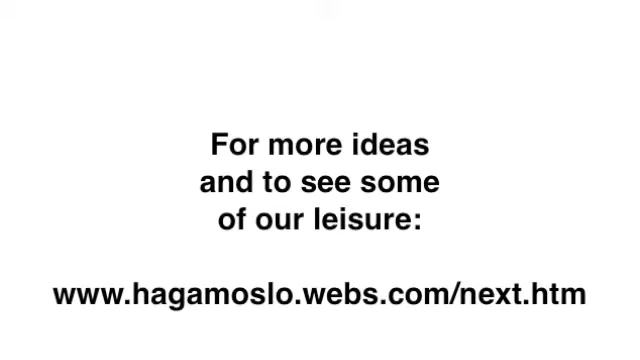 For more ideas
and to see some
of our leisure:
www.hagamoslo.webs.com/next.htm